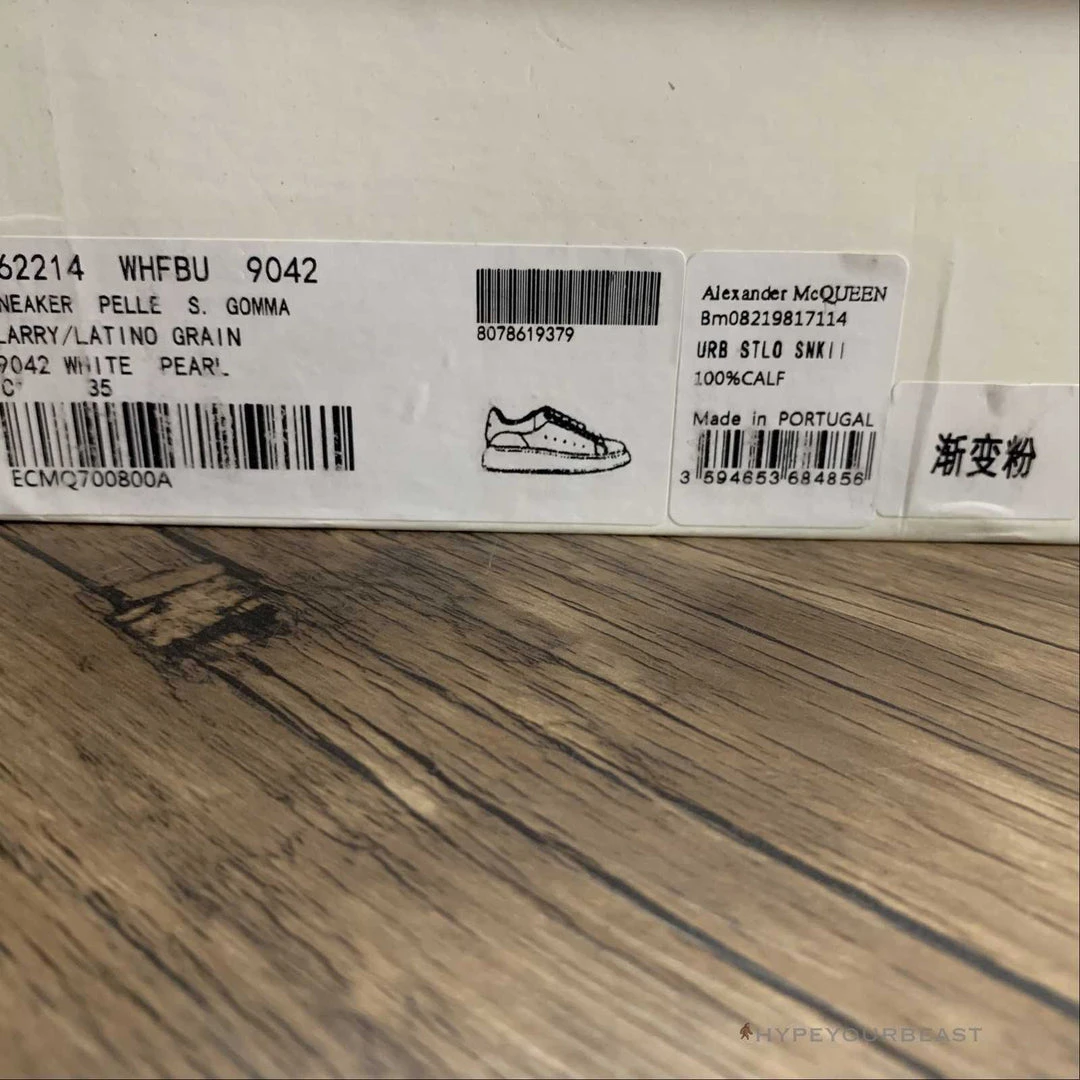 62214 WHFBU 9042
NEAKER PELLE S. GOMMA
LARRY/LATINO GRAIN
9042 WHITE PEARL
35
ECMQ700800A
8078619379
Alexander McQUEEN
Bm08219817114
URB STLO SNKII
100%CALF
Made in PORTUGAL
3 594653 684856
渐变粉
HYPEYOURBEAST